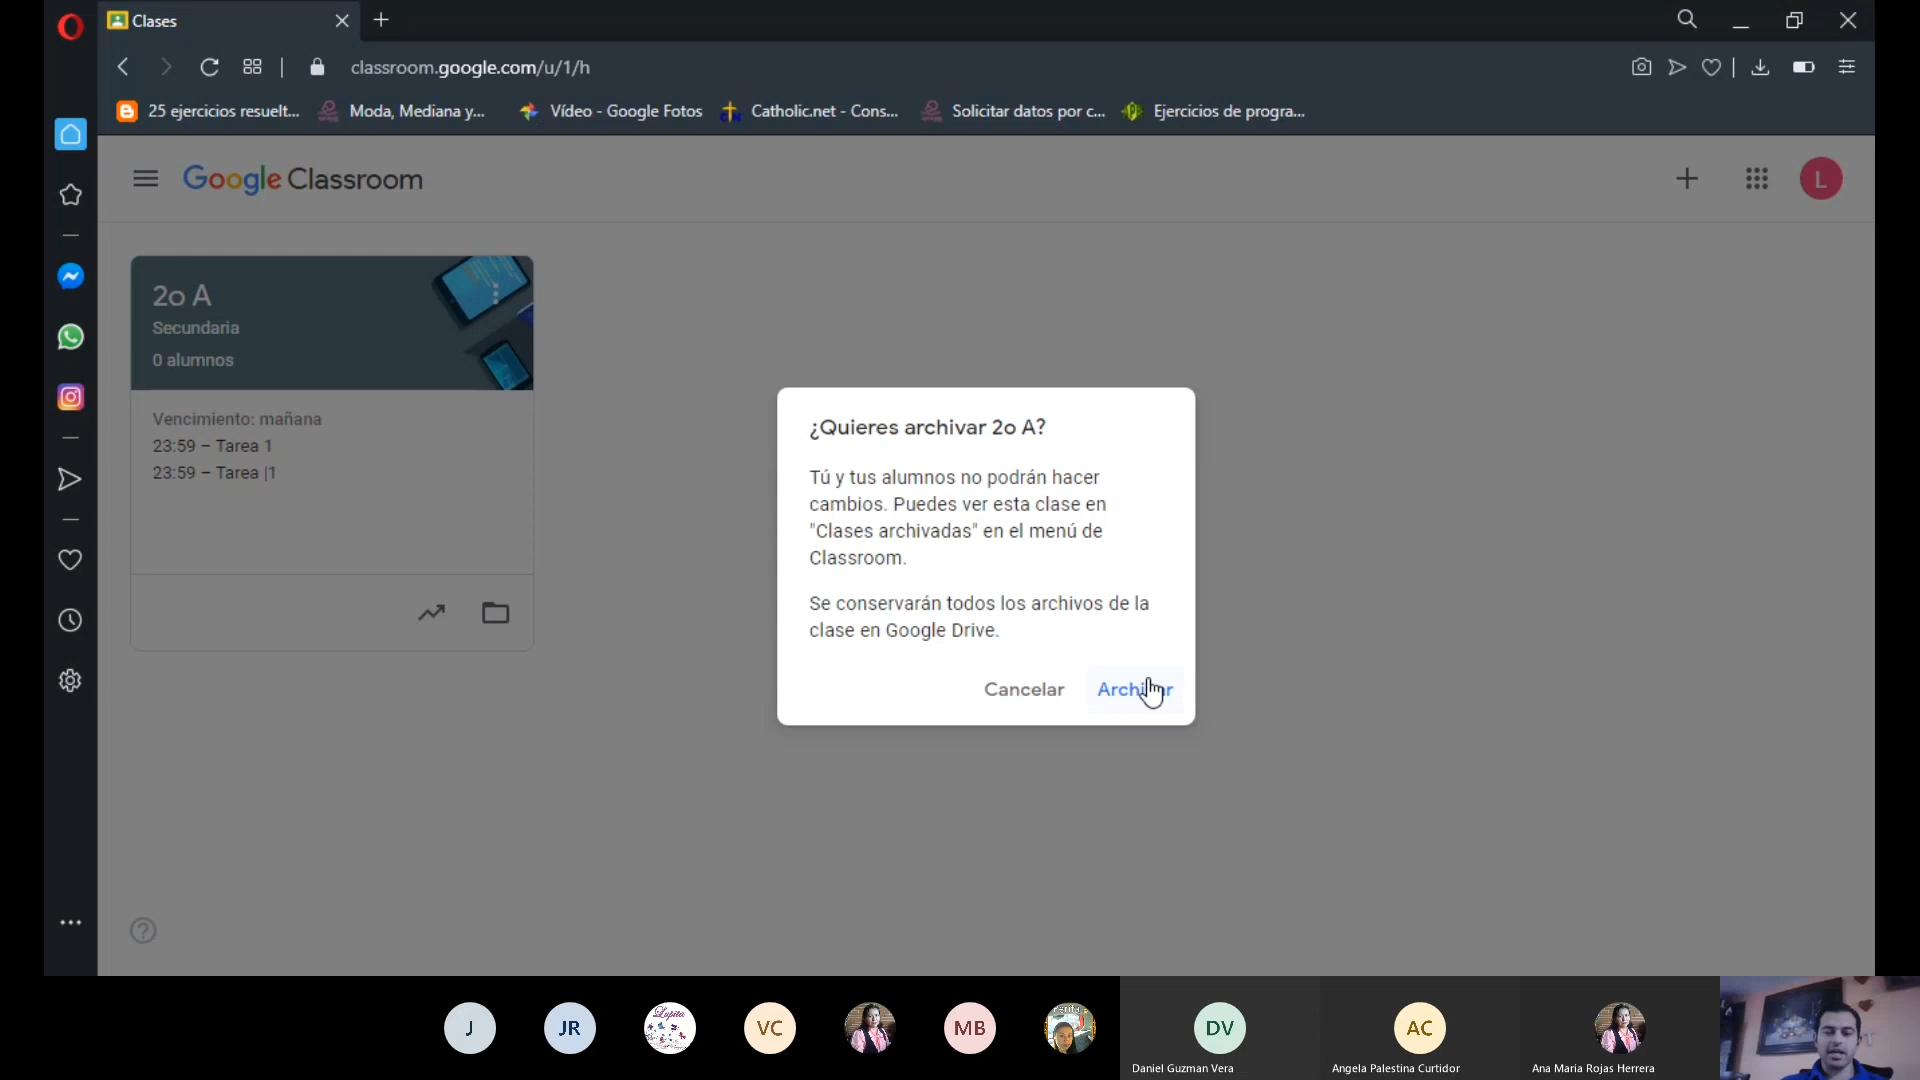 Clases
classroom.google.com/u/1/h
25 ejercicios resuelt...
Moda, Mediana y...
Vídeo - Google Fotos
Catholic.net - Cons...
Solicitar datos por c...
Ejercicios de progra...
Google Classroom
L
2o A
Secundaria
0 alumnos
Vencimiento: mañana
23:59 – Tarea 1
23:59 – Tarea |1
¿Quieres archivar 2o A?
Tú y tus alumnos no podrán hacer
cambios. Puedes ver esta clase en
"Clases archivadas" en el menú de
Classroom.
Se conservarán todos los archivos de la
clase en Google Drive.
Cancelar
Archivar
J
JR
Lupita
VC
MB
DV
AC
Daniel Guzman Vera
Angela Palestina Curtidor
Ana Maria Rojas Herrera